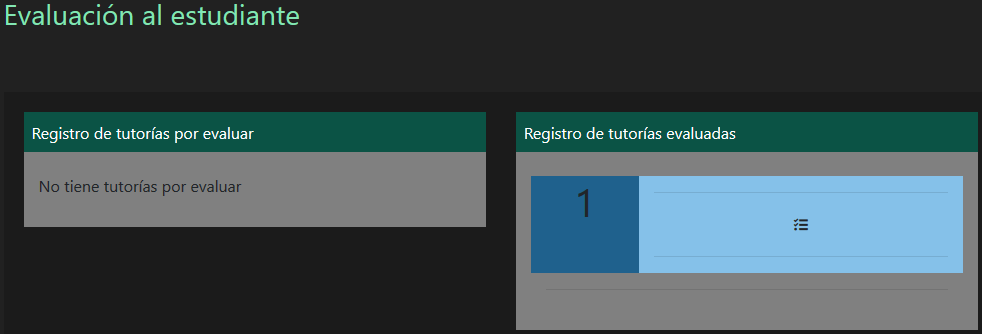 Evaluación al estudiante
Registro de tutorías por evaluar
No tiene tutorías por evaluar
Registro de tutorías evaluadas
1